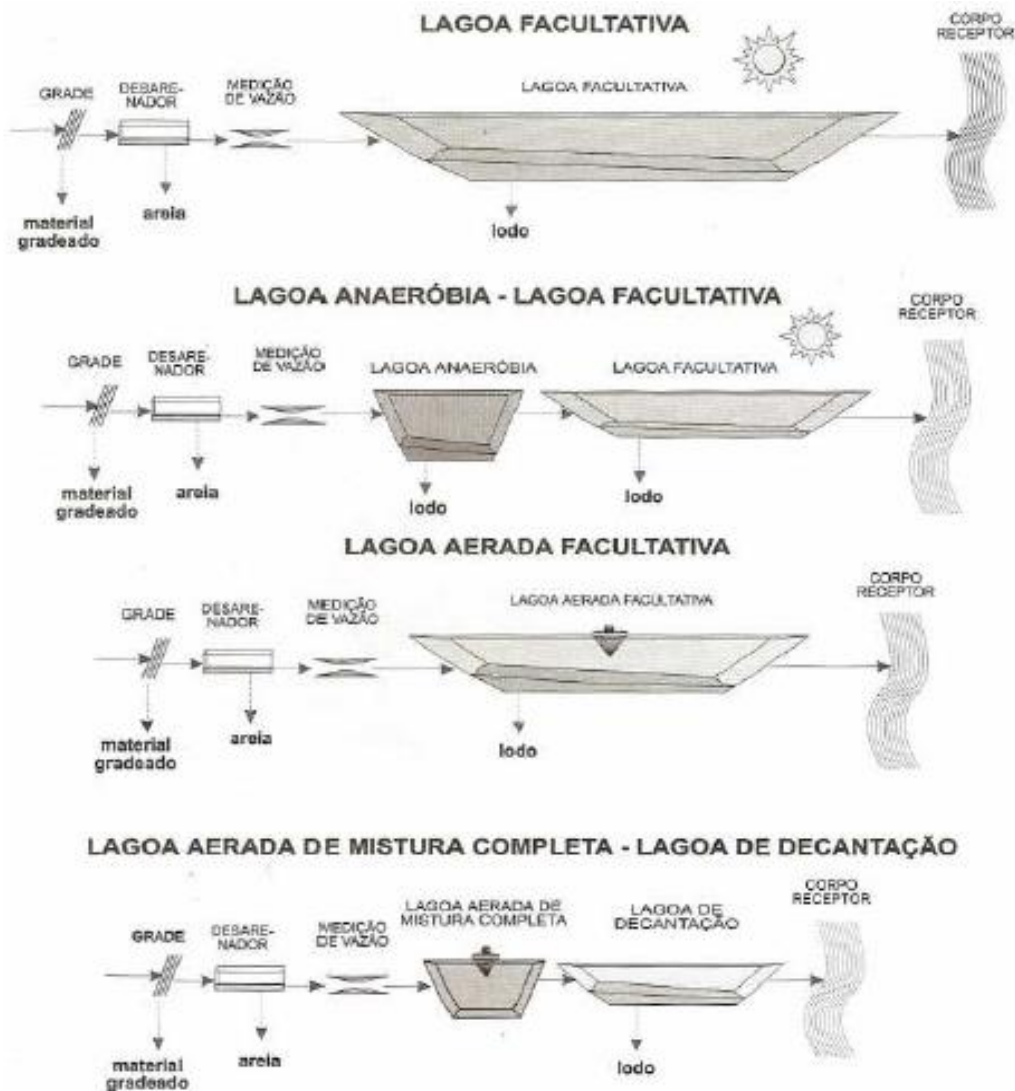 LAGOA FACULTATIVA
CORPO
RECEPTOR
GRADE
DESARE-
NADOR
MEDIÇÃO
DE VAZÃO
LAGOA FACULTATIVA
material
gradeado
areia
lodo
LAGOA ANAERÓBIA - LAGOA FACULTATIVA
CORPO
RECEPTOR
GRADE
DESARE-
NADOR
MEDIÇÃO
DE VAZÃO
LAGOA ANAERÓBIA
LAGOA FACULTATIVA
material
gradeado
areia
lodo
lodo
LAGOA AERADA FACULTATIVA
CORPO
RECEPTOR
GRADE
DESARE-
NADOR
MEDIÇÃO
DE VAZÃO
LAGOA AERADA FACULTATIVA
material
gradeado
areia
lodo
LAGOA AERADA DE MISTURA COMPLETA - LAGOA DE DECANTAÇÃO
CORPO
RECEPTOR
GRADE
DESARE-
NADOR
MEDIÇÃO
DE VAZÃO
LAGOA AERADA DE
MISTURA COMPLETA
LAGOA DE
DECANTAÇÃO
material
gradeado
areia
lodo